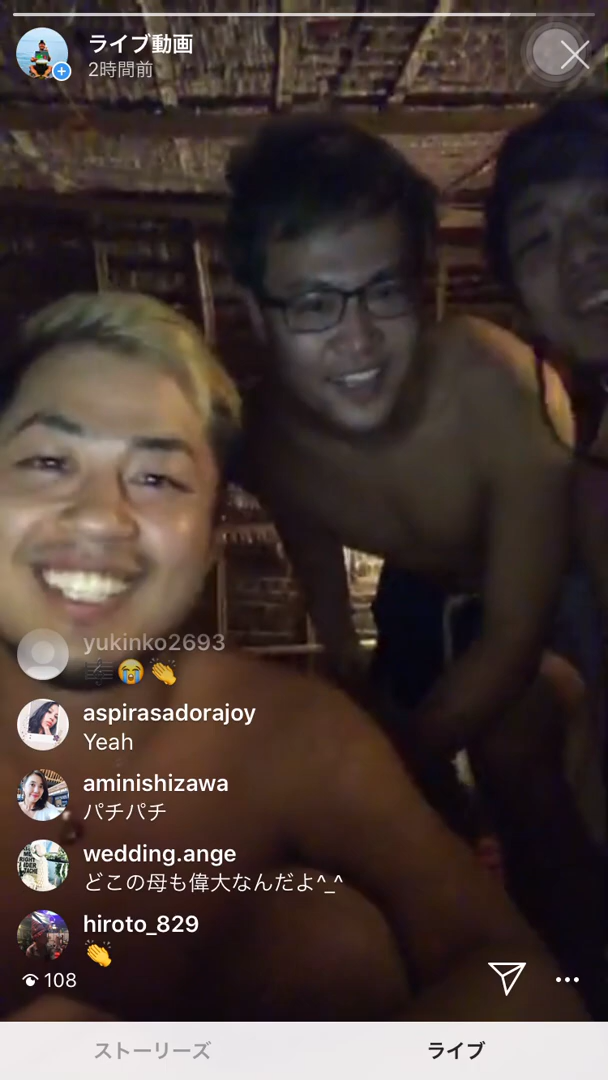 ライブ動画
2時間前
yukinko2693
😭👏
aspirasadorajoy
Yeah
aminishizawa
パチパチ
wedding.ange
どこの母も偉大なんだよ^_^
hiroto_829
👏
108
ストーリーズ
ライブ